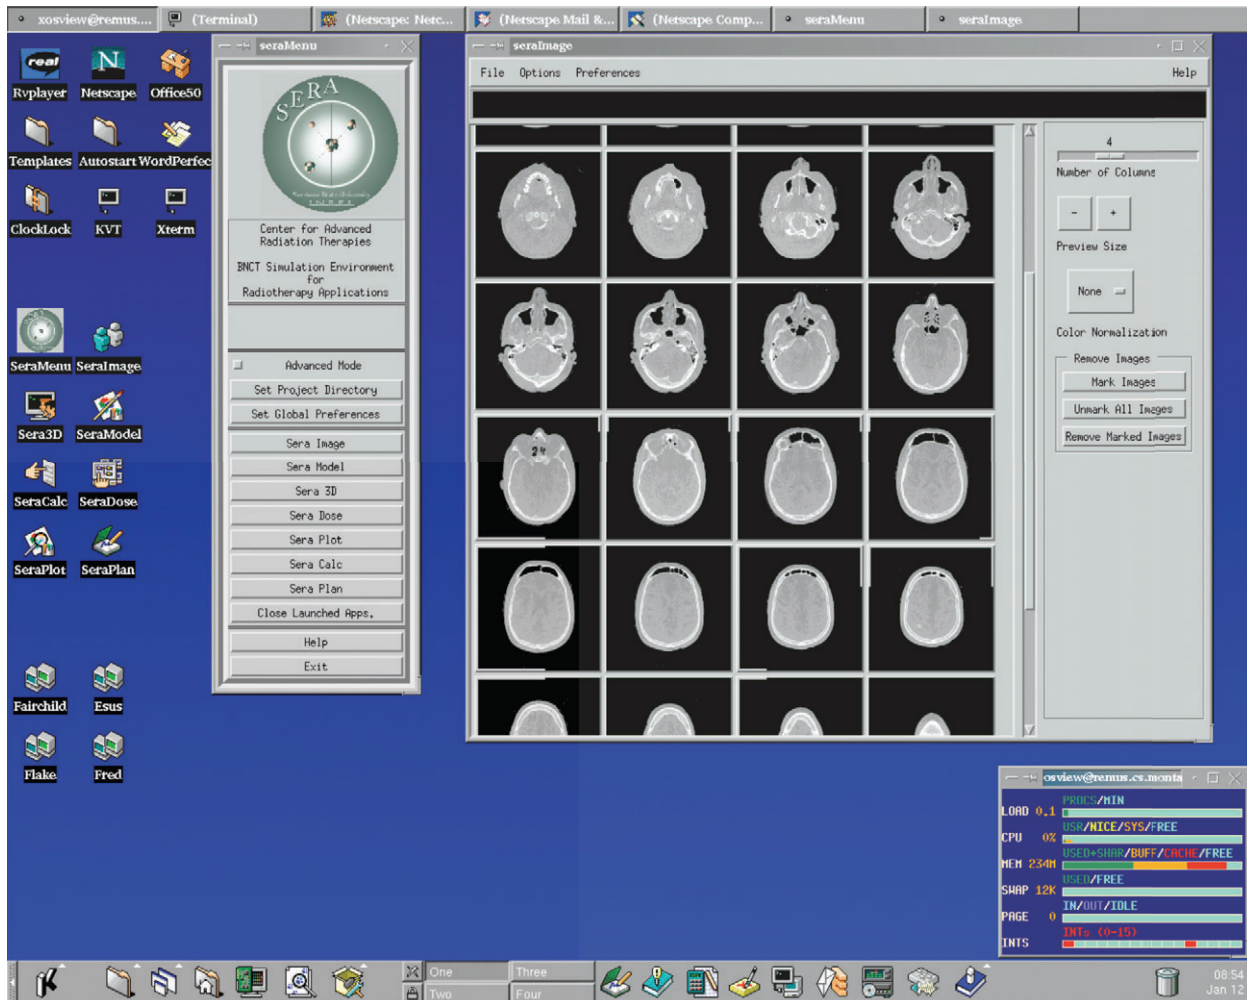 xosview@remus....
(Terminal)
(Netscape: Netc...
(Netscape Mail &...
(Netscape Comp...
seraMenu
seraImage
Rvplayer
Netscape
Office50
Templates
Autostart
WordPerfec
ClockLock
KVT
Xterm
SeraMenu
SeraImage
Sera3D
SeraModel
SeraCalc
SeraDose
SeraPlot
SeraPlan
Fairchild
Esus
Flake
Fred
seraMenu
SERA
Center for Advanced
Radiation Therapies
BNCT Simulation Environment
for
Radiotherapy Applications
Advanced Mode
Set Project Directory
Set Global Preferences
Sera Image
Sera Model
Sera 3D
Sera Dose
Sera Plot
Sera Calc
Sera Plan
Close Launched Apps.
Help
Exit
seraImage
File Options Preferences Help
4
Number of Columns
- +
Preview Size
None
Color Normalization
Remove Images
Mark Images
Unmark All Images
Remove Marked Images
osview@remus.cs.monta
PROCS/MIN
LOAD 0.1
USR/NICE/SYS/FREE
CPU 0%
USED+SHAR/BUFF/CACHE/FREE
MEM 234M
USED/FREE
SWAP 12K
IN/OUT/IDLE
PAGE 0
INTs (0-15)
INTS
One
Three
Two
Four
08:54
Jan 12